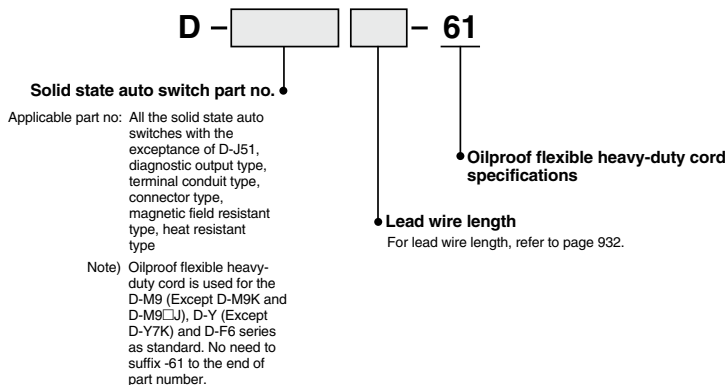 D – – 61
Solid state auto switch part no.
Applicable part no: All the solid state auto
switches with the
exceptance of D-J51,
diagnostic output type,
terminal conduit type,
connector type,
magnetic field resistant
type, heat resistant
type
Note) Oilproof flexible heavy-
duty cord is used for the
D-M9 (Except D-M9K and
D-M9□J), D-Y (Except
D-Y7K) and D-F6 series
as standard. No need to
suffix -61 to the end of
part number.
Oilproof flexible heavy-duty cord
specifications
Lead wire length
For lead wire length, refer to page 932.